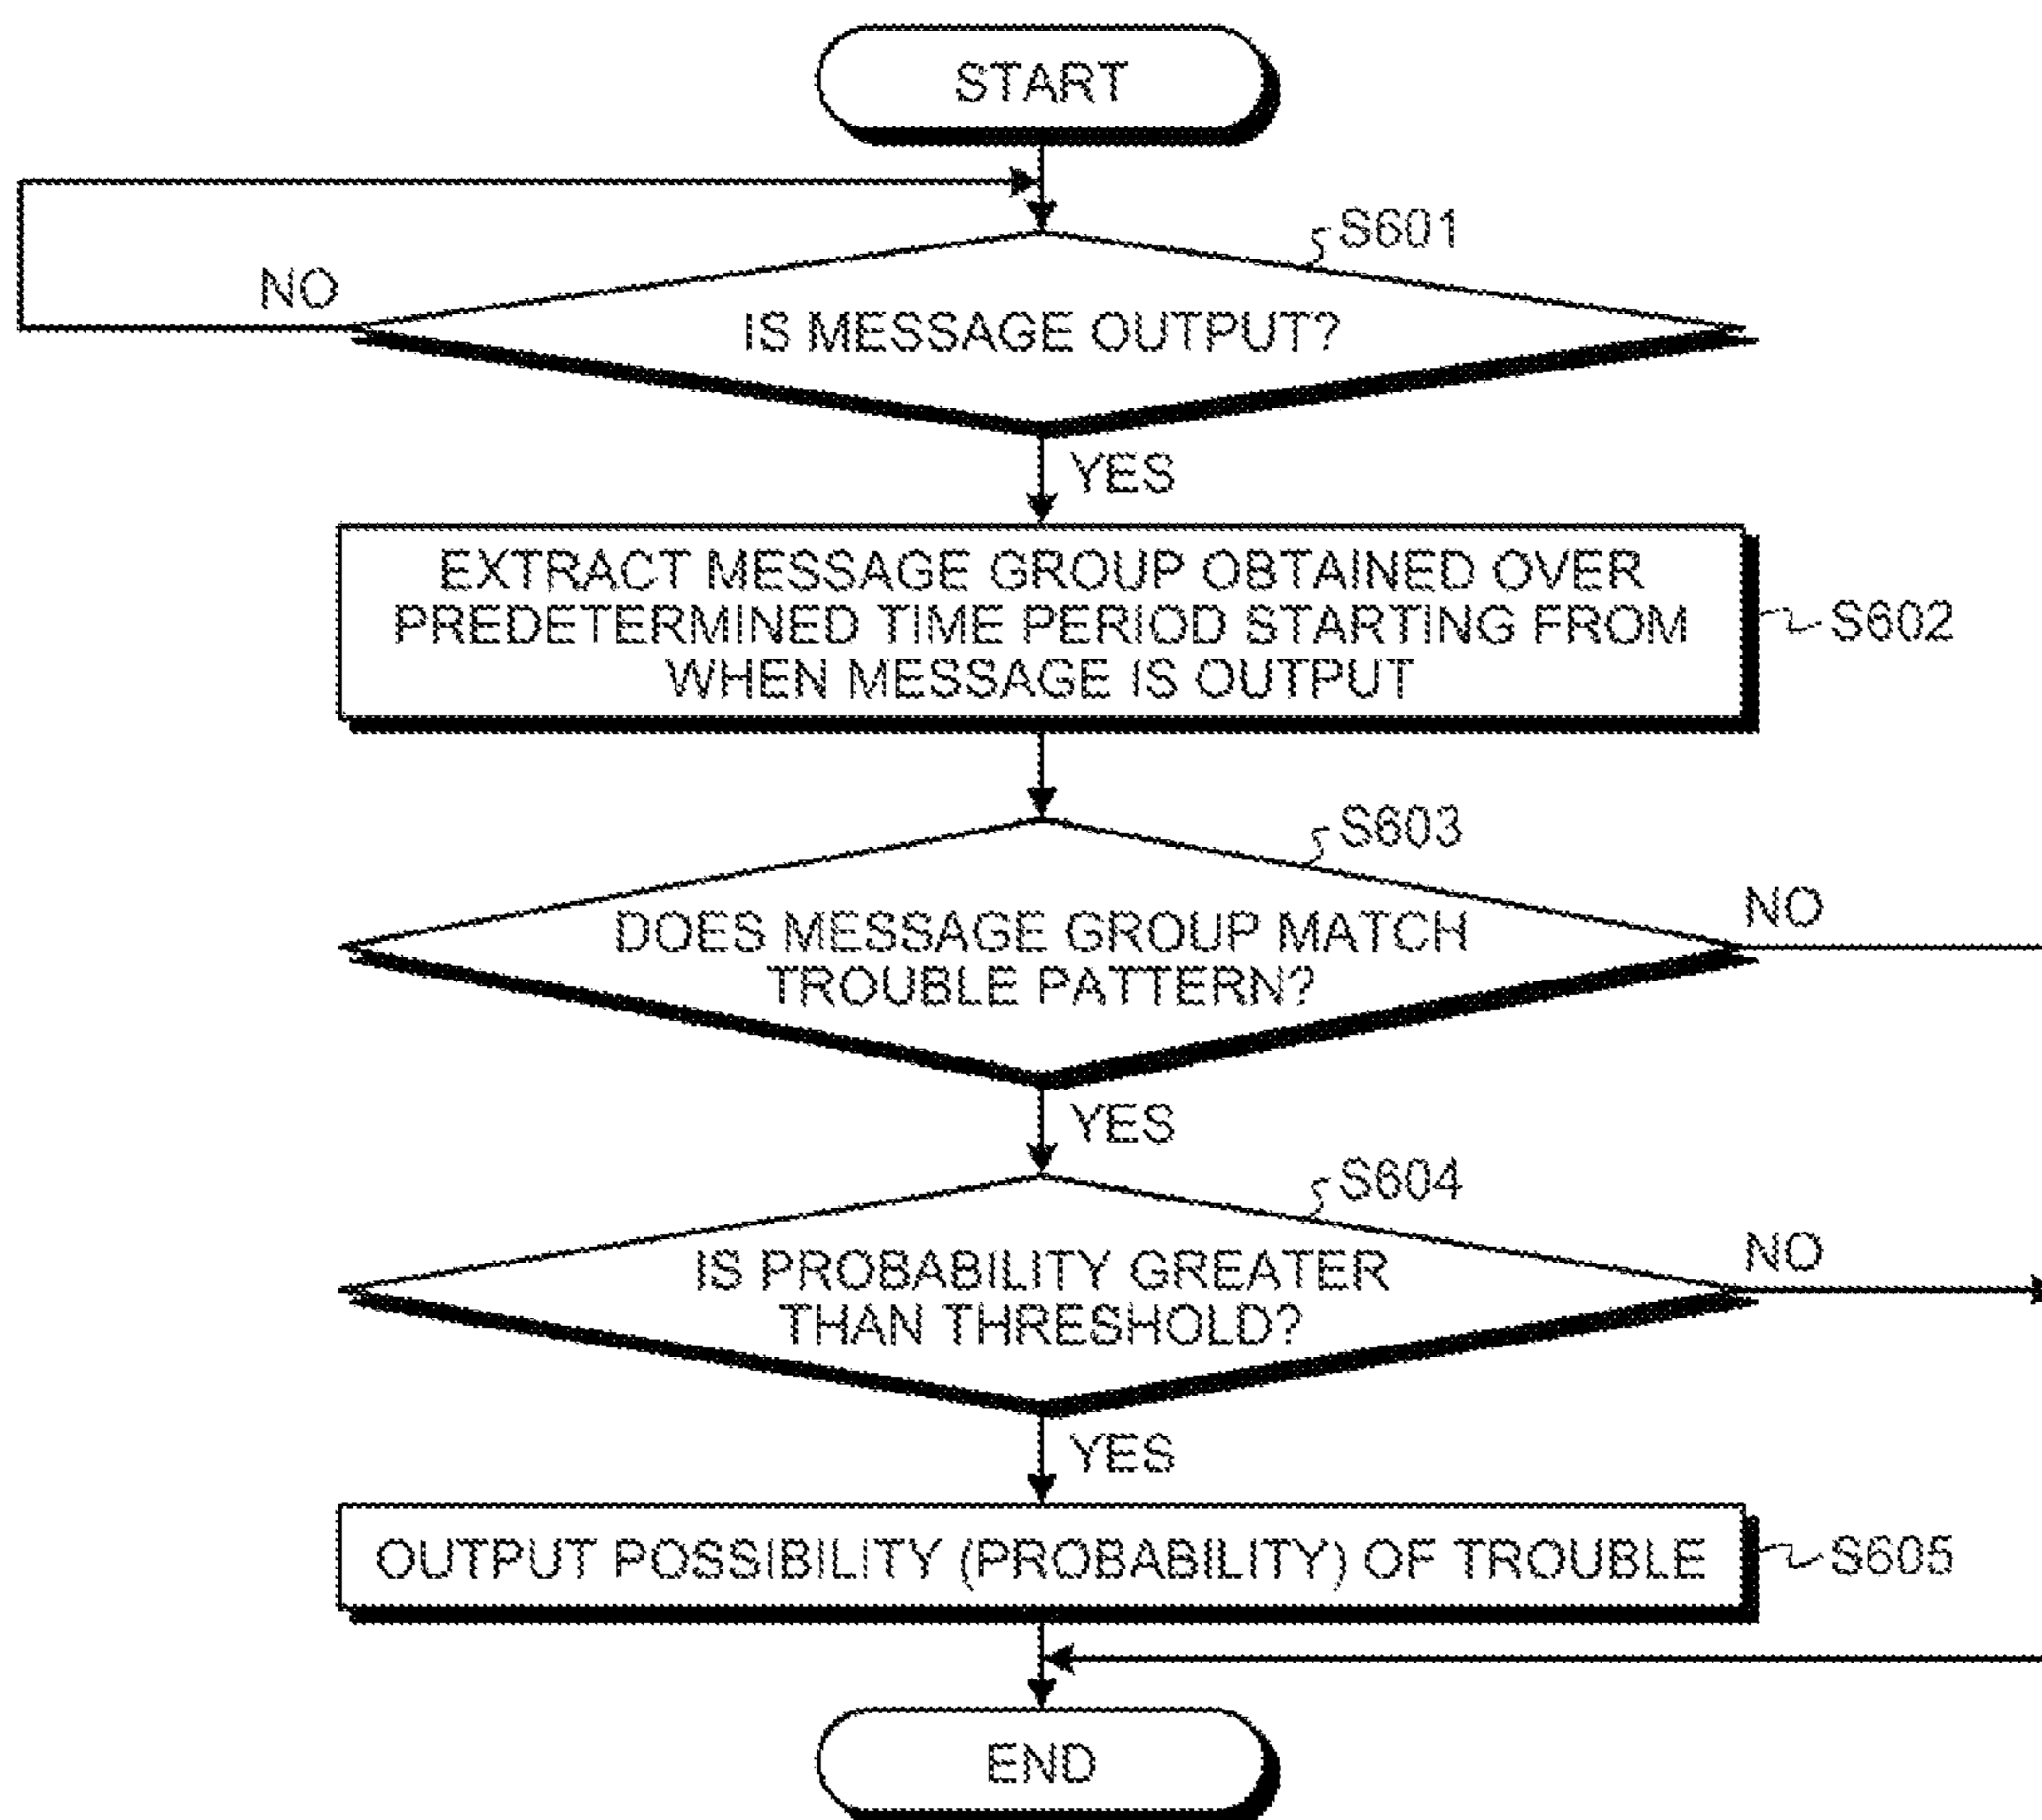 START
S601
NO
IS MESSAGE OUTPUT?
YES
EXTRACT MESSAGE GROUP OBTAINED OVER
PREDETERMINED TIME PERIOD STARTING FROM
WHEN MESSAGE IS OUTPUT
S602
S603
DOES MESSAGE GROUP MATCH
TROUBLE PATTERN?
NO
YES
S604
IS PROBABILITY GREATER
THAN THRESHOLD?
NO
YES
OUTPUT POSSIBILITY (PROBABILITY) OF TROUBLE
S605
END